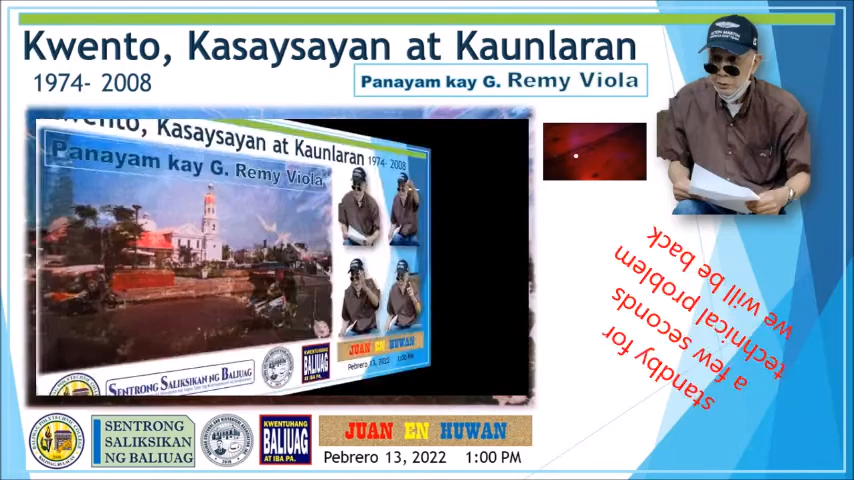 Kwento, Kasaysayan at Kaunlaran
1974- 2008
Panayam kay G. Remy Viola
Kwento, Kasaysayan at Kaunlaran 1974- 2008
Panayam kay G. Remy Viola
JUAN EN HUWAN
Pebrero 13, 2022 1:00 PM
SENTRONG SALIKSIKAN NG BALIUAG
KWENTUHANG
BALIUAG
AT IBA PA.
standby for
a few seconds
technical problem
we will be back
SENTRONG
SALIKSIKAN
NG BALIUAG
KWENTUHANG
BALIUAG
AT IBA PA.
JUAN EN HUWAN
Pebrero 13, 2022 1:00 PM